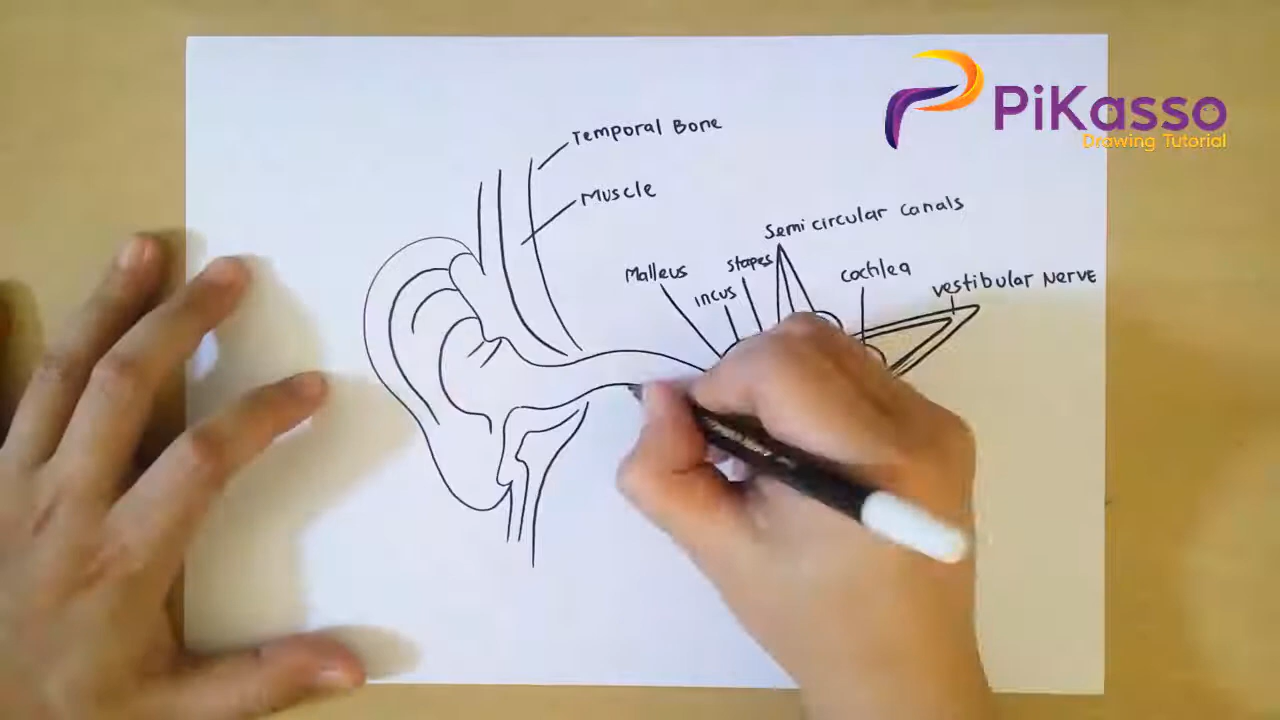 PiKasso
Drawing Tutorial
Temporal Bone
Muscle
Semi circular canals
Malleus
stapes
cochlea
incus
vestibular Nerve